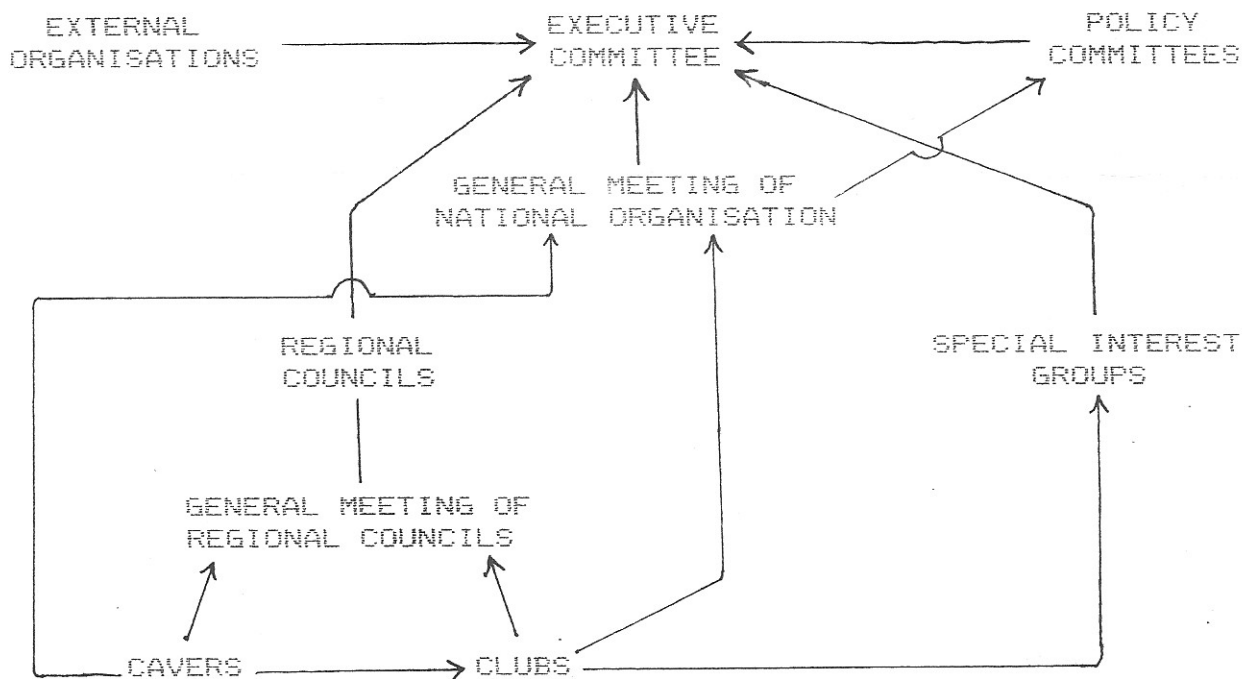 EXTERNAL
ORGANISATIONS
EXECUTIVE
COMMITTEE
POLICY
COMMITTEES
GENERAL MEETING OF
NATIONAL ORGANISATION
REGIONAL
COUNCILS
SPECIAL INTEREST
GROUPS
GENERAL MEETING OF
REGIONAL COUNCILS
CAVERS
CLUBS